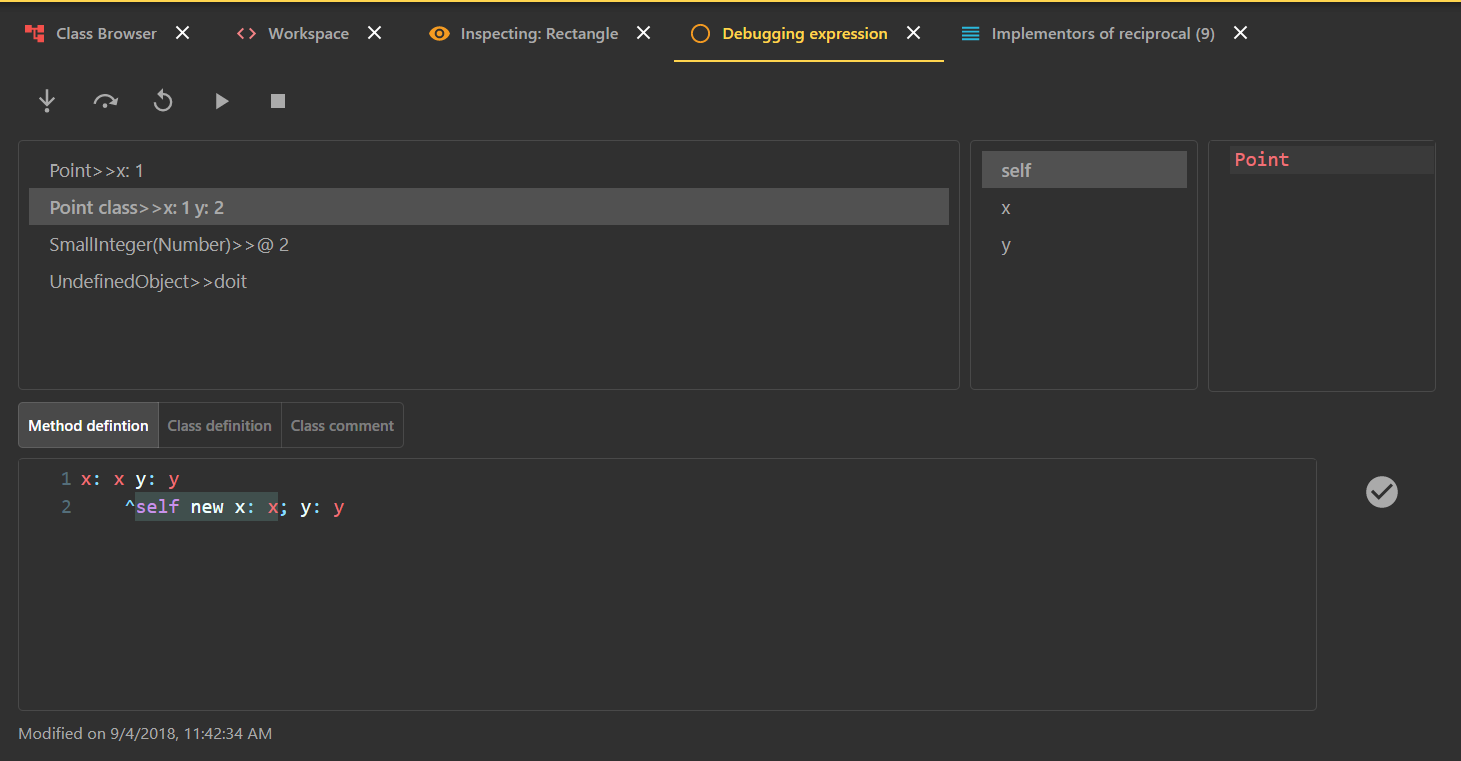 Class Browser Workspace Inspecting: Rectangle Debugging expression Implementors of reciprocal (9)
Point>>x: 1
Point class>>x: 1 y: 2
SmallInteger(Number)>>@ 2
UndefinedObject>>doit
self
x
y
Point
Method defintion Class definition Class comment
1 x: x y: y
2 ^self new x: x; y: y
Modified on 9/4/2018, 11:42:34 AM